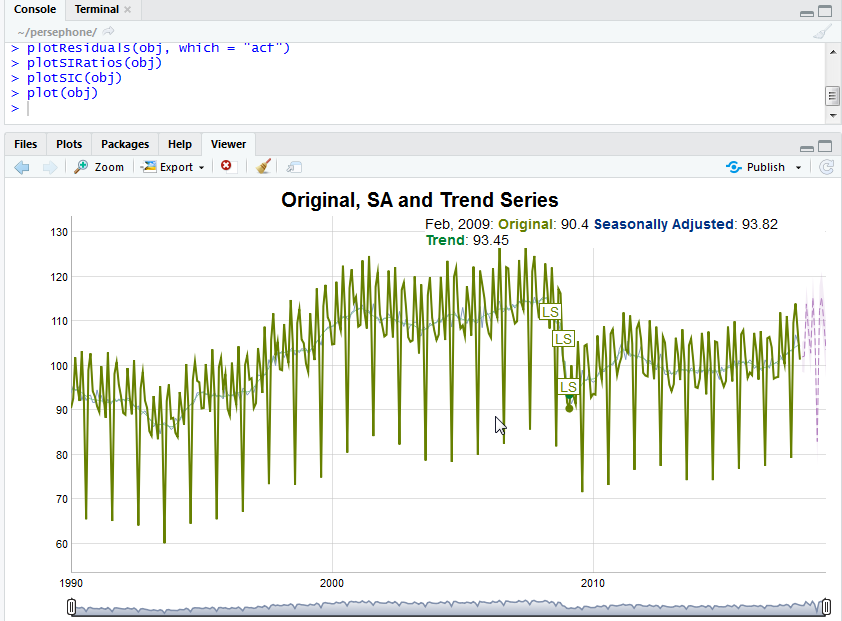 Console Terminal
~/persephone/
> plotResiduals(obj, which = "acf")
> plotSIRatios(obj)
> plotSIC(obj)
> plot(obj)
>
Files Plots Packages Help Viewer
Zoom Export Publish
Original, SA and Trend Series
Feb, 2009: Original: 90.4 Seasonally Adjusted: 93.82
Trend: 93.45
130
120
110
100
90
80
70
60
LS
LS
LS
1990 2000 2010